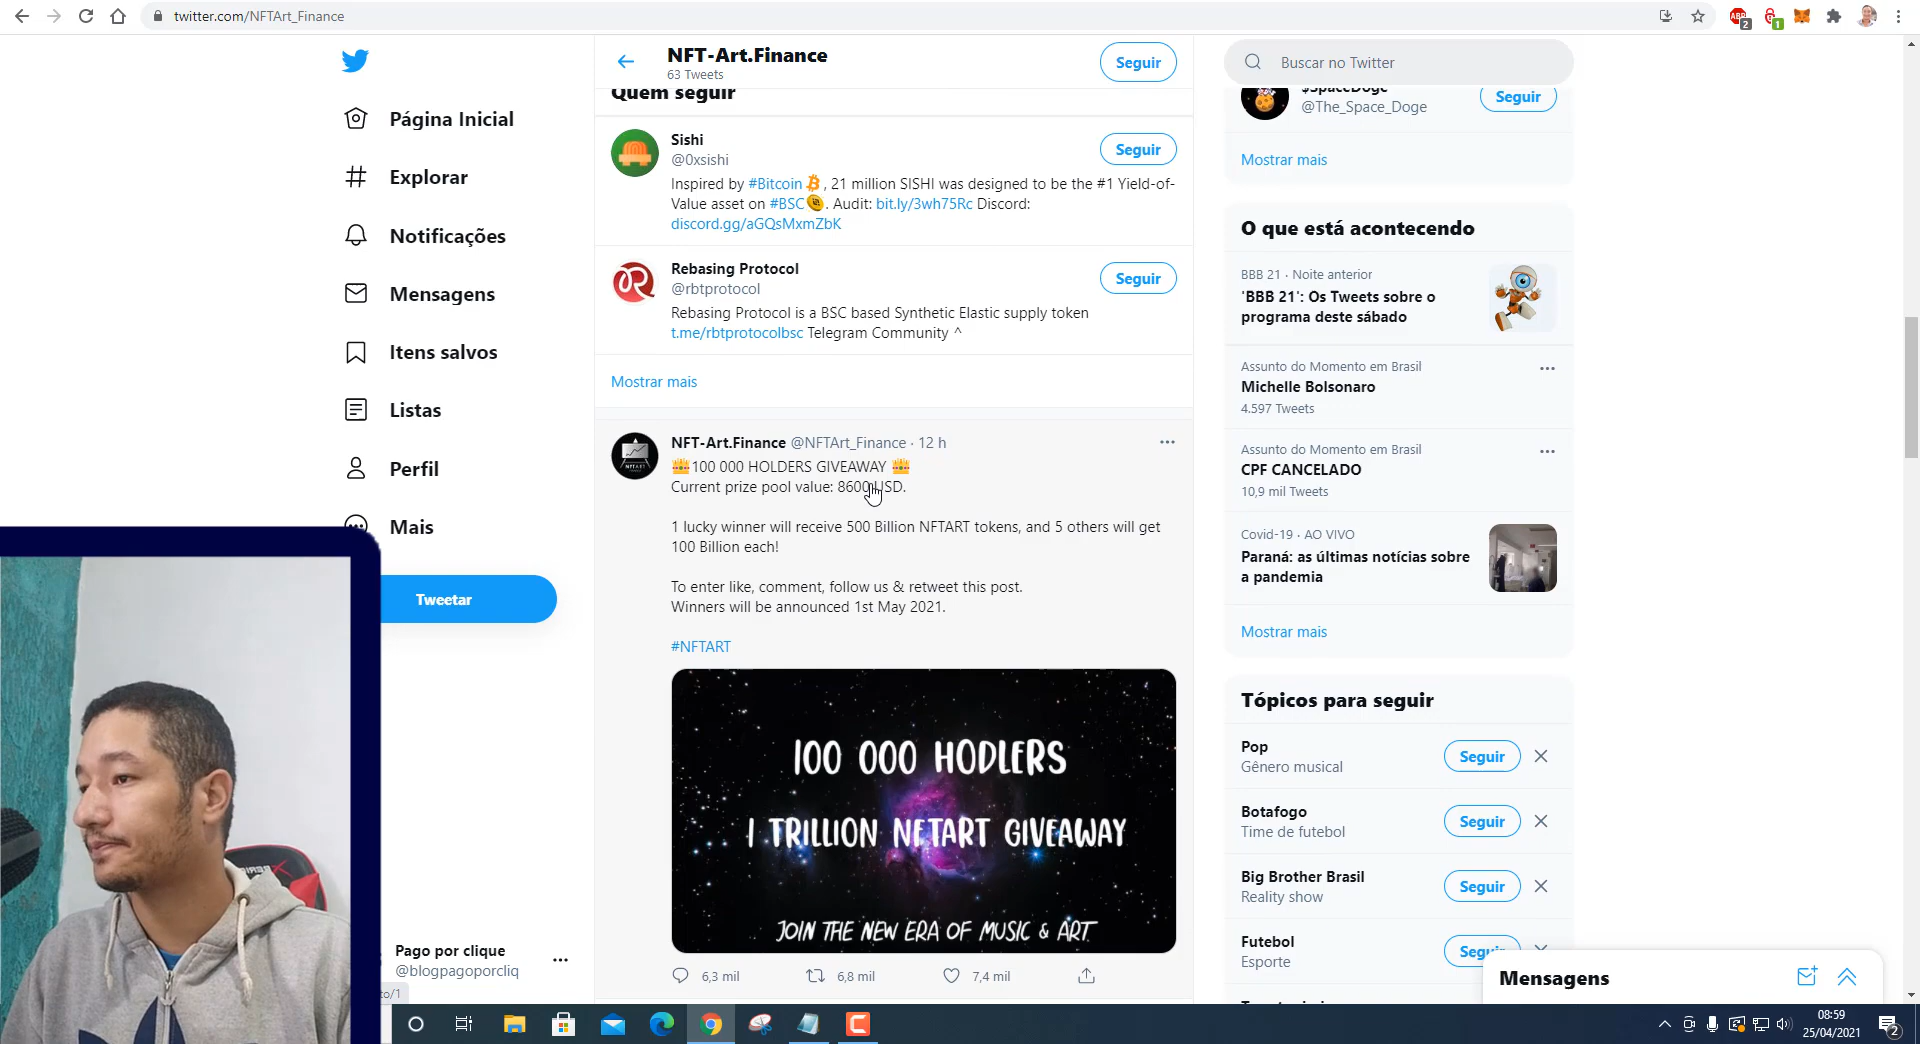 twitter.com/NFTArt_Finance
ABP
2
1
Página Inicial
Explorar
Notificações
Mensagens
Itens salvos
Listas
Perfil
Mais
Tweetar
Pago por clique
@blogpagoporcliq
to/1
NFT-Art.Finance
63 Tweets
Seguir
Quem seguir
Sishi
@0xsishi
Seguir
Inspired by #Bitcoin , 21 million SISHI was designed to be the #1 Yield-of-
Value asset on #BSC . Audit: bit.ly/3wh75Rc Discord:
discord.gg/aGQsMxmZbK
Rebasing Protocol
@rbtprotocol
Seguir
Rebasing Protocol is a BSC based Synthetic Elastic supply token
t.me/rbtprotocolbsc Telegram Community ^
Mostrar mais
NFT-Art.Finance @NFTArt_Finance · 12 h
👑100 000 HOLDERS GIVEAWAY 👑
Current prize pool value: 8600 USD.
1 lucky winner will receive 500 Billion NFTART tokens, and 5 others will get
100 Billion each!
To enter like, comment, follow us & retweet this post.
Winners will be announced 1st May 2021.
#NFTART
100 000 HODLERS
1 TRILLION NFTART GIVEAWAY
JOIN THE NEW ERA OF MUSIC & ART
6,3 mil
6,8 mil
7,4 mil
Buscar no Twitter
$SpaceDoge
@The_Space_Doge
Seguir
Mostrar mais
O que está acontecendo
BBB 21 · Noite anterior
'BBB 21': Os Tweets sobre o
programa deste sábado
Assunto do Momento em Brasil
Michelle Bolsonaro
4.597 Tweets
Assunto do Momento em Brasil
CPF CANCELADO
10,9 mil Tweets
Covid-19 · AO VIVO
Paraná: as últimas notícias sobre
a pandemia
Mostrar mais
Tópicos para seguir
Pop
Gênero musical
Seguir
Botafogo
Time de futebol
Seguir
Big Brother Brasil
Reality show
Seguir
Futebol
Esporte
Seguir
Mensagens
08:59
25/04/2021
2